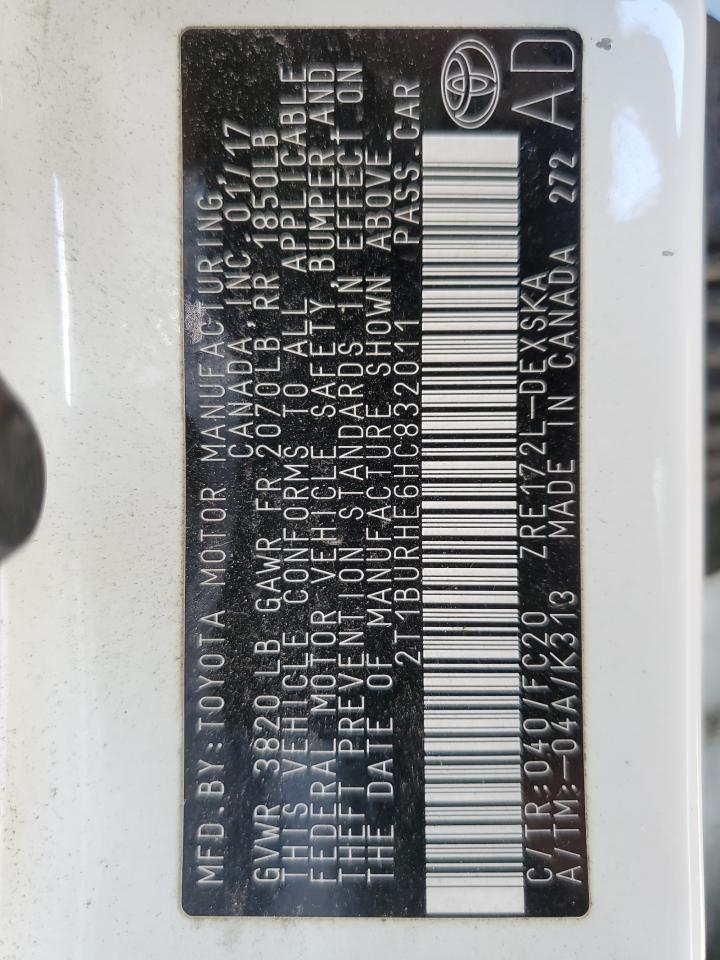 MFD.BY:TOYOTA MOTOR MANUFACTURING,
CANADA, INC. 01/17
GVWR 3820 LB GAWR FR 2070LB RR 1850LB
THIS VEHICLE CONFORMS TO ALL APPLICABLE
FEDERAL MOTOR VEHICLE SAFETY, BUMPER, AND
THEFT PREVENTION STANDARDS IN EFFECT ON
THE DATE OF MANUFACTURE SHOWN ABOVE.
2T1BURHE6HC832011 PASS.CAR
C/TR:040/FC20 ZRE172L-DEXSKA
A/TM:-04A/K313 MADE IN CANADA 272
AD